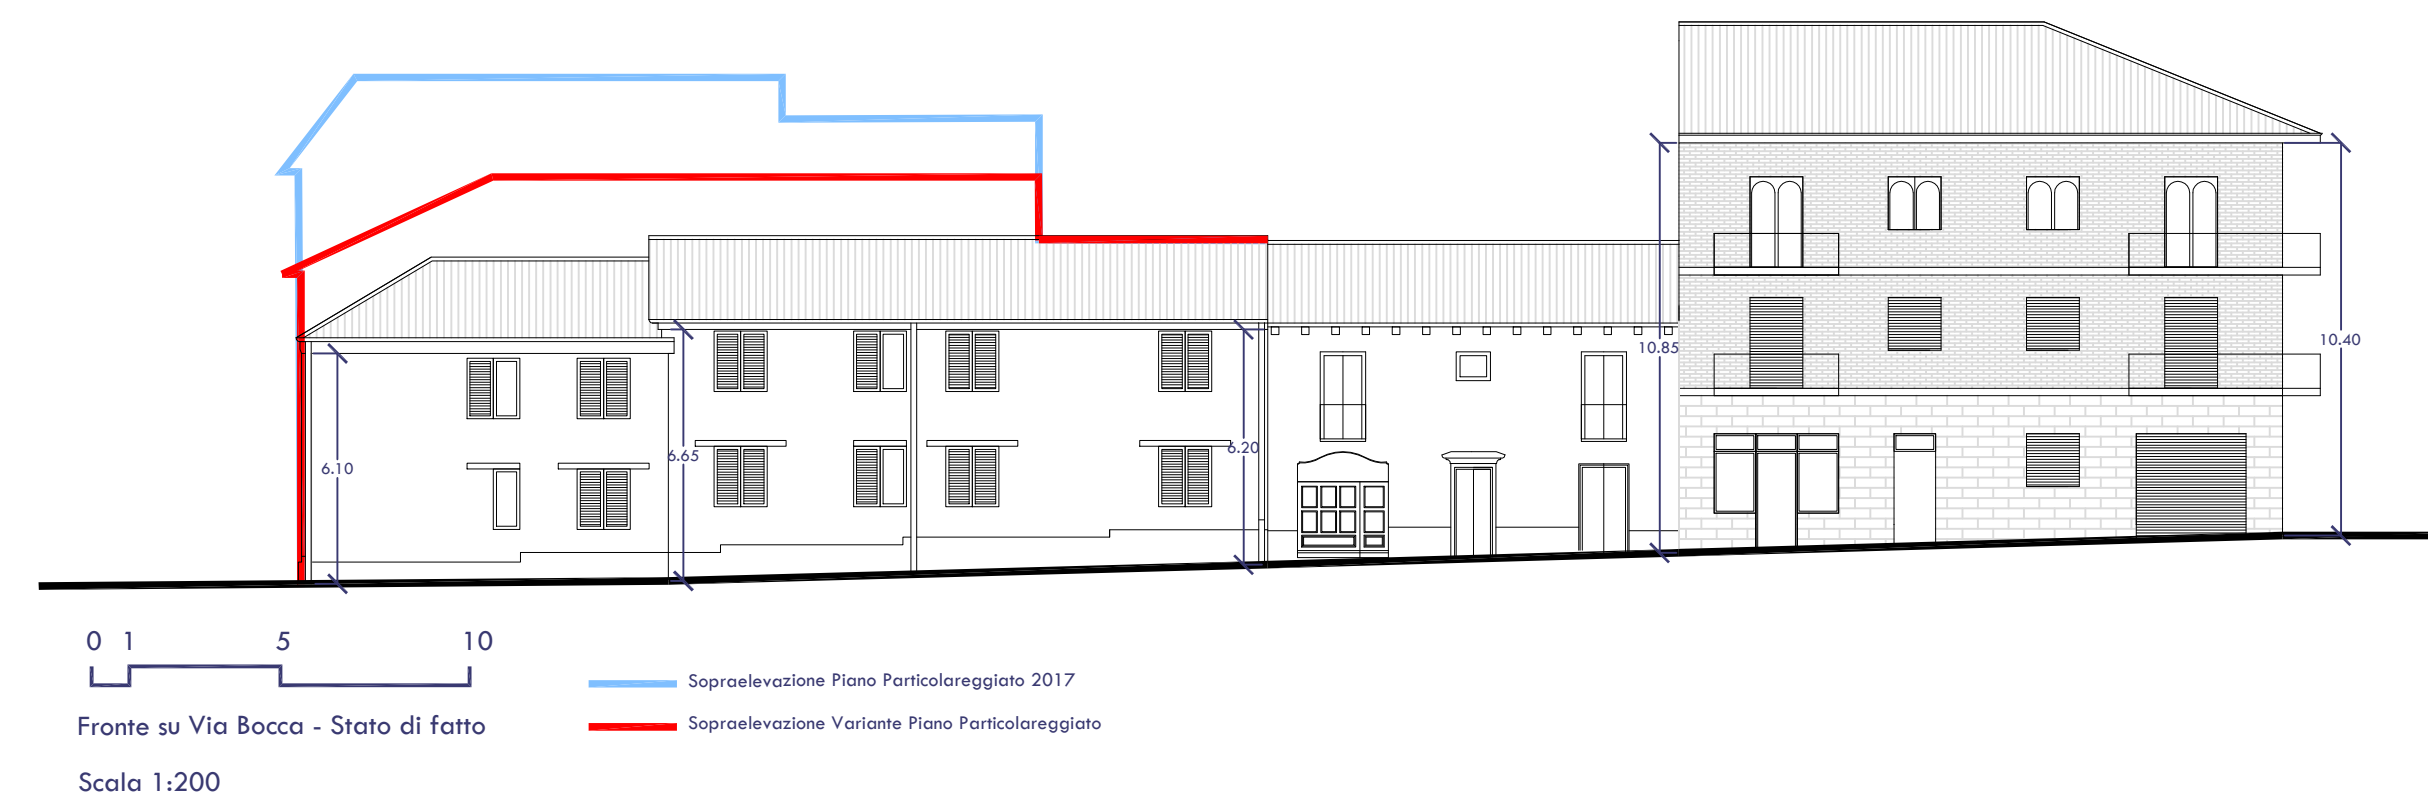 10.85
10.40
6.10
6.65
6.20
0 1 5 10
Sopraelevazione Piano Particolareggiato 2017
Sopraelevazione Variante Piano Particolareggiato
Fronte su Via Bocca - Stato di fatto
Scala 1:200